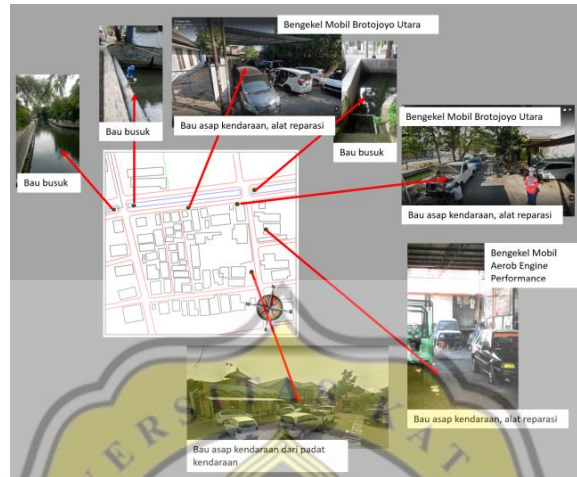 Bengekel Mobil Brotojoyo Utara
Bau busuk
Bau asap kendaraan, alat reparasi
Bau busuk
Bau busuk
Bengekel Mobil Brotojoyo Utara
Bau asap kendaraan, alat reparasi
Bengekel Mobil
Aerob Engine
Performance
Bau asap kendaraan, alat reparasi
Bau asap kendaraan dari padat
kendaraan